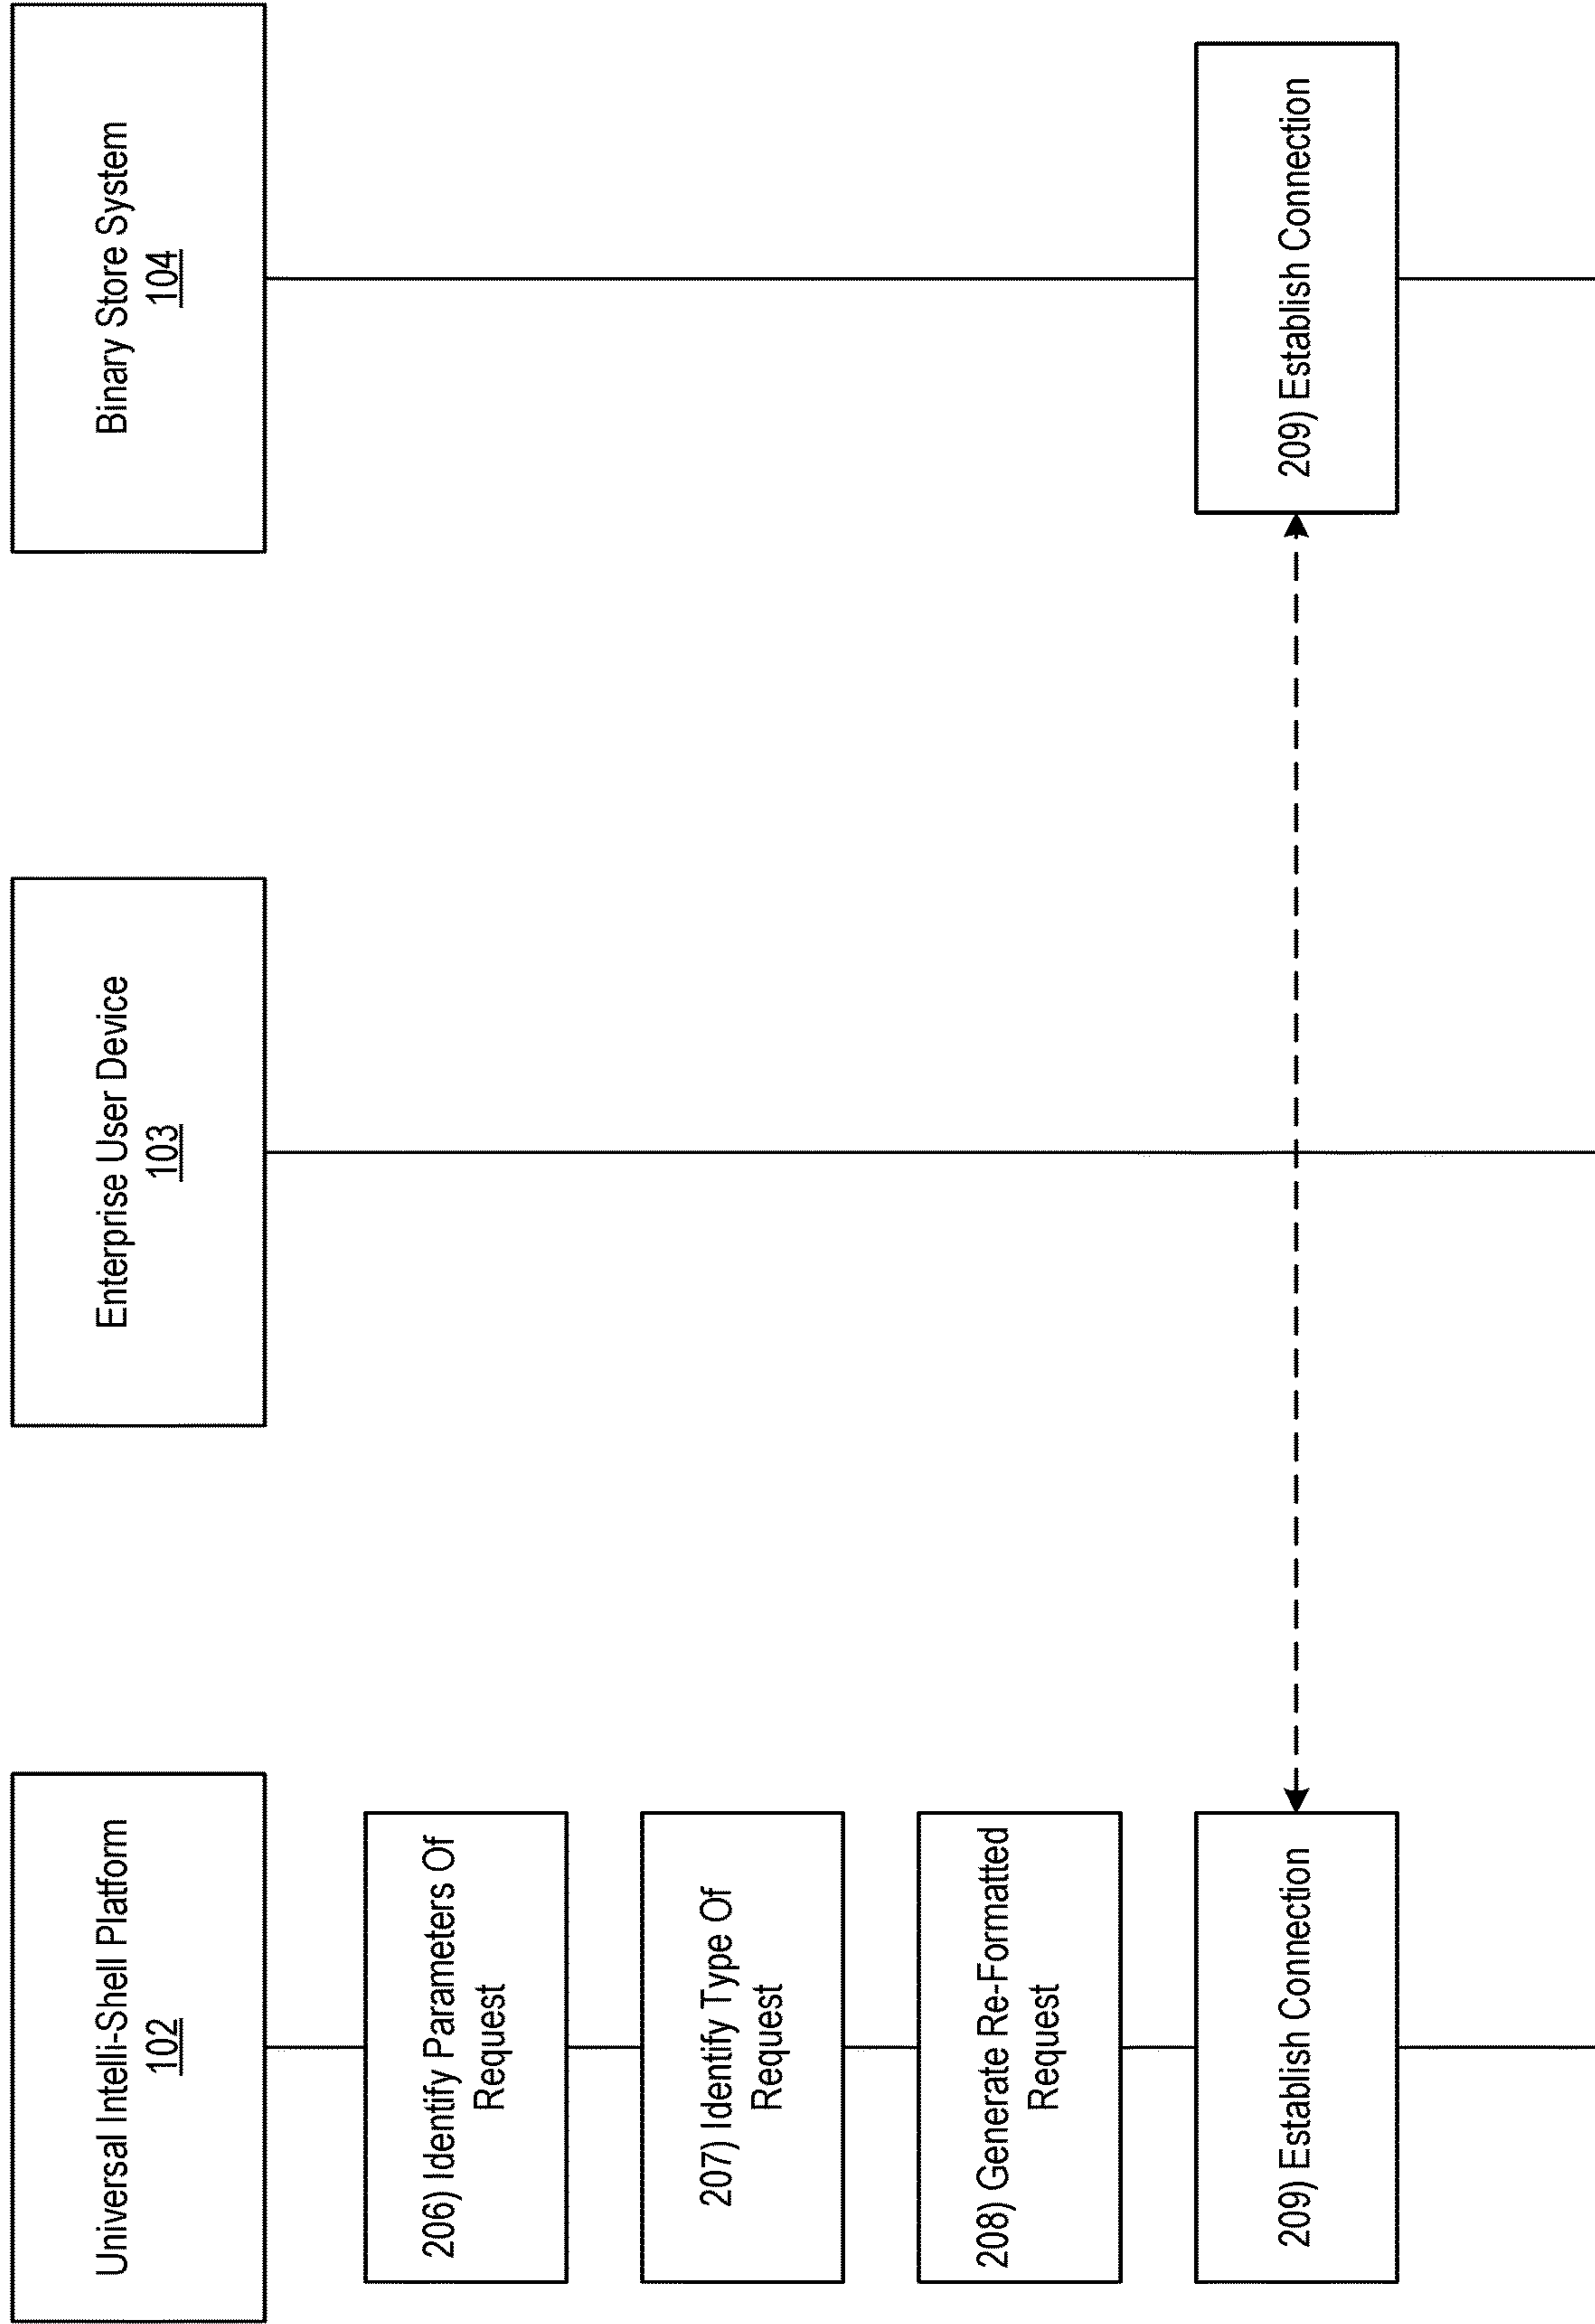 Universal Intelli-Shell Platform
102
Enterprise User Device
103
Binary Store System
104
206) Identify Parameters Of
Request
207) Identify Type Of
Request
208) Generate Re-Formatted
Request
209) Establish Connection
209) Establish Connection